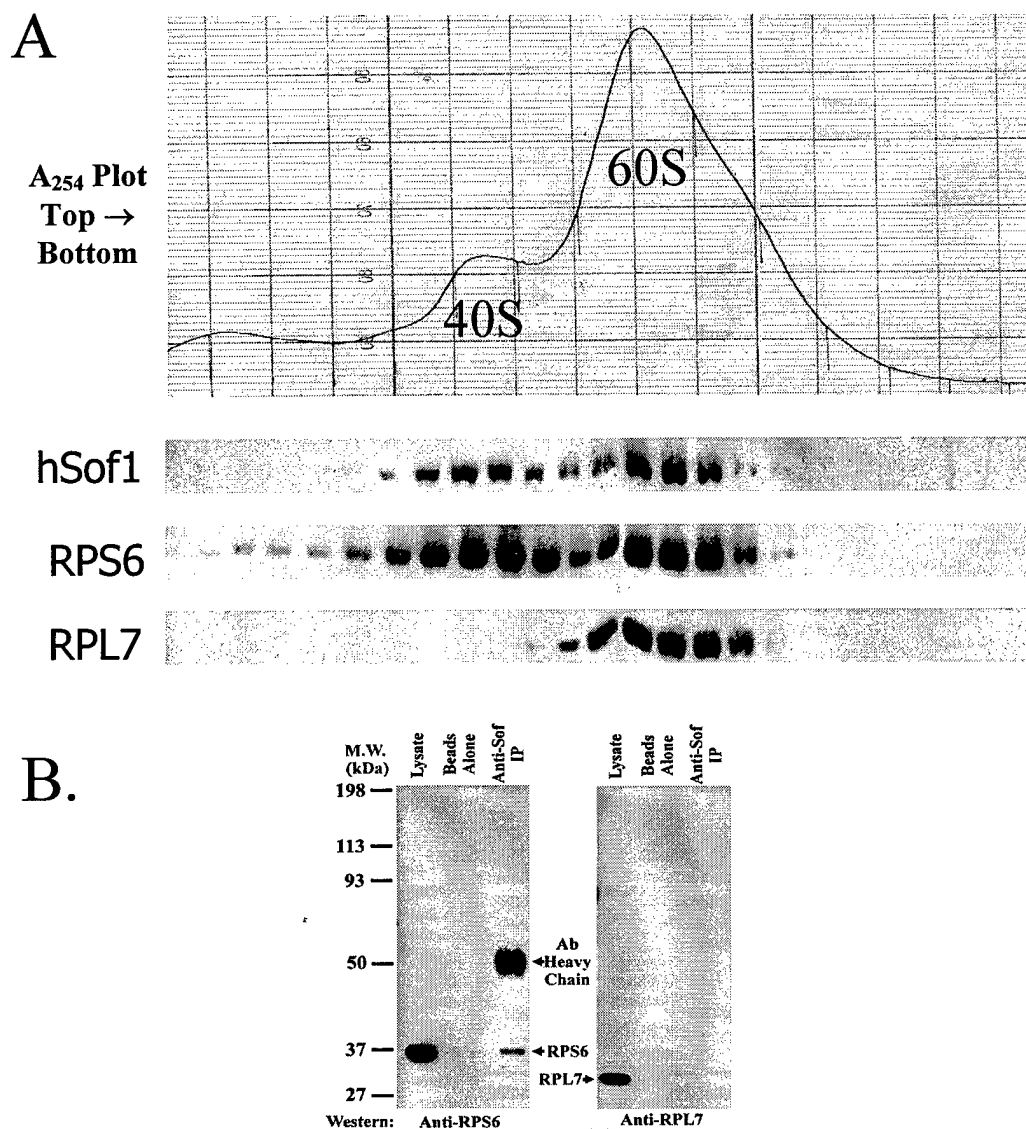 A
A254 Plot
Top →
Bottom
60S
40S
hSof1
RPS6
RPL7
B.
M.W.
(kDa)
Lysate
Beads
Alone
Anti-Sof
IP
Lysate
Beads
Alone
Anti-Sof
IP
198
113
93
50
37
27
Ab
Heavy
Chain
RPS6
RPL7
Western: Anti-RPS6 Anti-RPL7